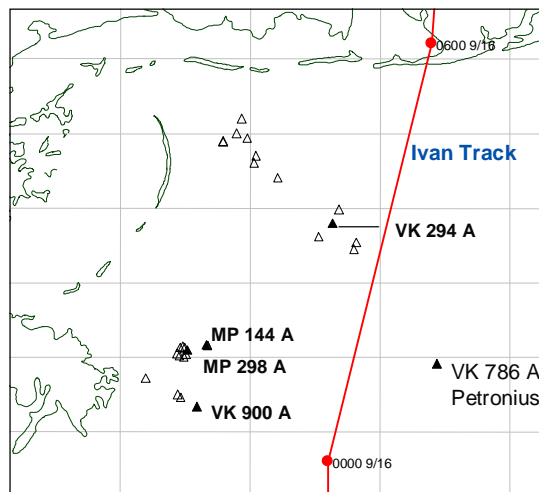 0600 9/16
Ivan Track
VK 294 A
MP 144 A
MP 298 A
VK 786 A
Petronius
VK 900 A
0000 9/16